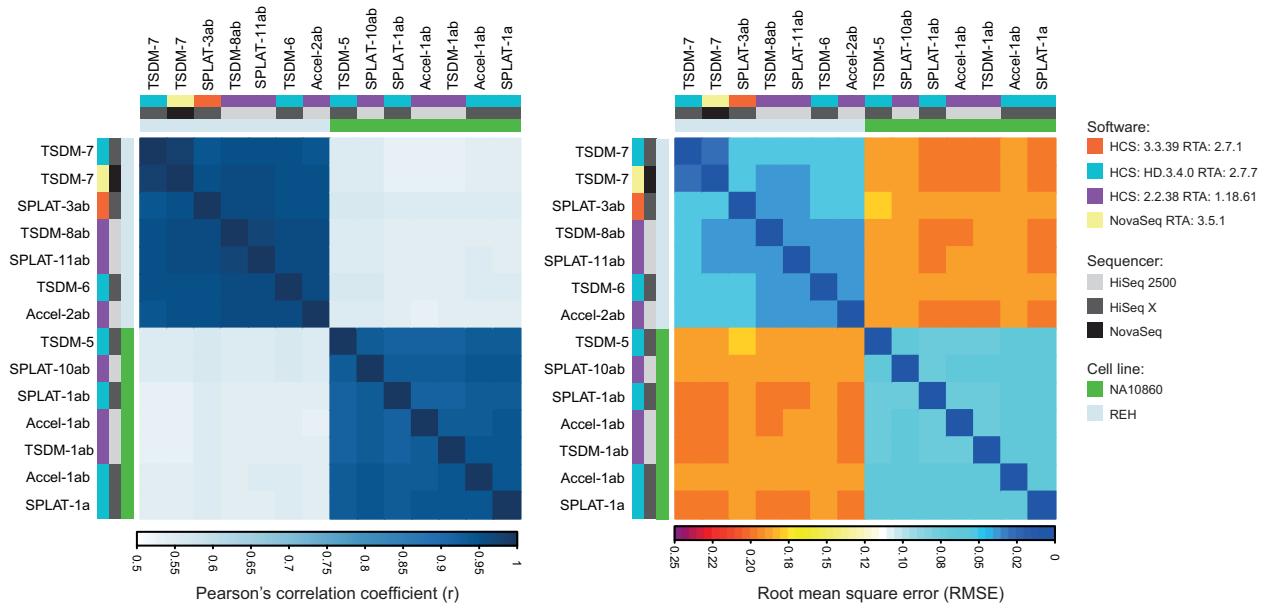 TSDM-7
TSDM-7
SPLAT-3ab
TSDM-8ab
SPLAT-11ab
TSDM-6
Accel-2ab
TSDM-5
SPLAT-10ab
SPLAT-1ab
Accel-1ab
TSDM-1ab
Accel-1ab
SPLAT-1a
TSDM-7
TSDM-7
SPLAT-3ab
TSDM-8ab
SPLAT-11ab
TSDM-6
Accel-2ab
TSDM-5
SPLAT-10ab
SPLAT-1ab
Accel-1ab
TSDM-1ab
Accel-1ab
SPLAT-1a
0.5
0.55
0.6
0.65
0.7
0.75
0.8
0.85
0.9
0.95
1
Pearson's correlation coefficient (r)
TSDM-7
TSDM-7
SPLAT-3ab
TSDM-8ab
SPLAT-11ab
TSDM-6
Accel-2ab
TSDM-5
SPLAT-10ab
SPLAT-1ab
Accel-1ab
TSDM-1ab
Accel-1ab
SPLAT-1a
TSDM-7
TSDM-7
SPLAT-3ab
TSDM-8ab
SPLAT-11ab
TSDM-6
Accel-2ab
TSDM-5
SPLAT-10ab
SPLAT-1ab
Accel-1ab
TSDM-1ab
Accel-1ab
SPLAT-1a
0.25
0.22
0.20
0.18
0.12
0.10
0.08
0.05
0.02
0
Root mean square error (RMSE)
Software:
HCS: 3.3.39 RTA: 2.7.1
HCS: HD.3.4.0 RTA: 2.7.7
HCS: 2.2.38 RTA: 1.18.61
NovaSeq RTA: 3.5.1
Sequencer:
HiSeq 2500
HiSeq X
NovaSeq
Cell line:
NA10860
REH